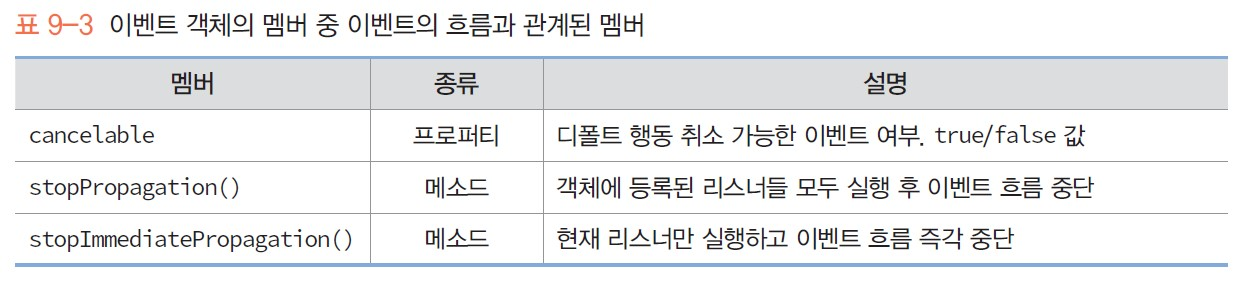 표 9-3 이벤트 객체의 멤버 중 이벤트의 흐름과 관계된 멤버
멤버 종류 설명
cancelable 프로퍼티 디폴트 행동 취소 가능한 이벤트 여부. true/false 값
stopPropagation() 메소드 객체에 등록된 리스너들 모두 실행 후 이벤트 흐름 중단
stopImmediatePropagation() 메소드 현재 리스너만 실행하고 이벤트 흐름 즉각 중단